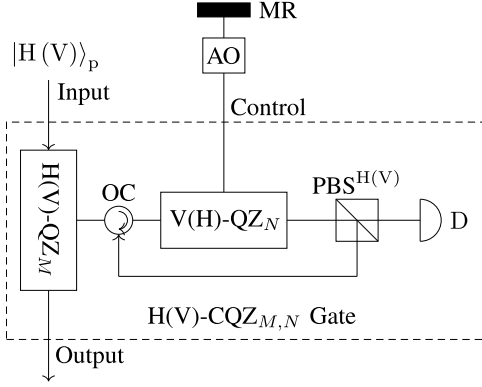 MR
|H (V)⟩p
AO
Input
Control
H(V)-QZM
OC
V(H)-QZN
PBSH(V)
D
H(V)-CQZM,N Gate
Output